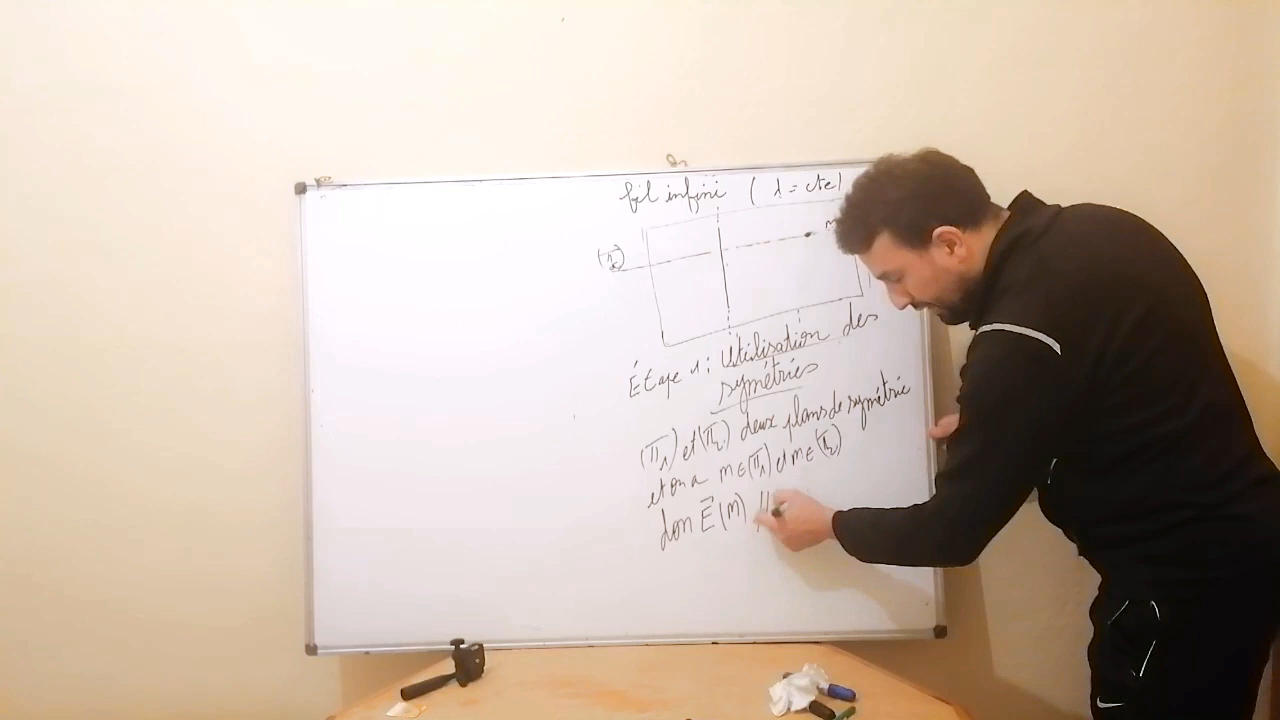 fil infini ( λ = cte)
M
(π2)
Étape 1 : Utilisation des
symétries
(π1) et (π2) deux plans de symétrie
et on a M ∈ (π1) et M ∈ (π2)
don E⃗(M) //